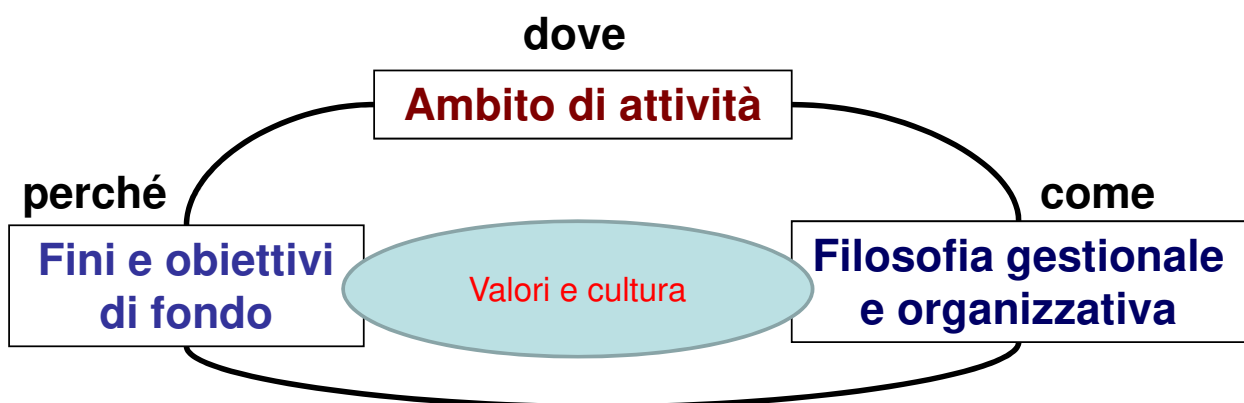 dove
Ambito di attività
perché
come
Fini e obiettivi
di fondo
Valori e cultura
Filosofia gestionale
e organizzativa